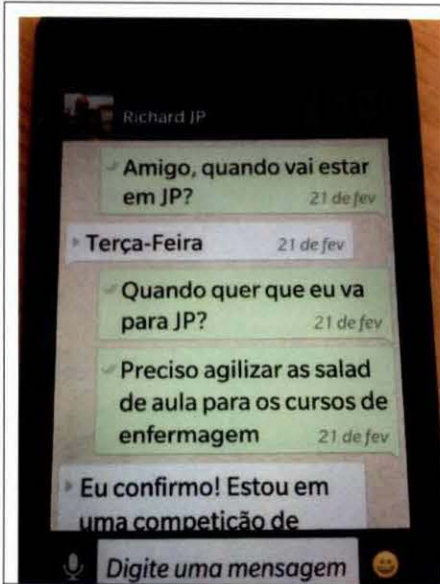 Richard JP
Amigo, quando vai estar
em JP?
21 de fev
Terça-Feira
21 de fev
Quando quer que eu va
para JP?
21 de fev
Preciso agilizar as salad
de aula para os cursos de
enfermagem
21 de fev
Eu confirmo! Estou em
uma competição de
Digite uma mensagem